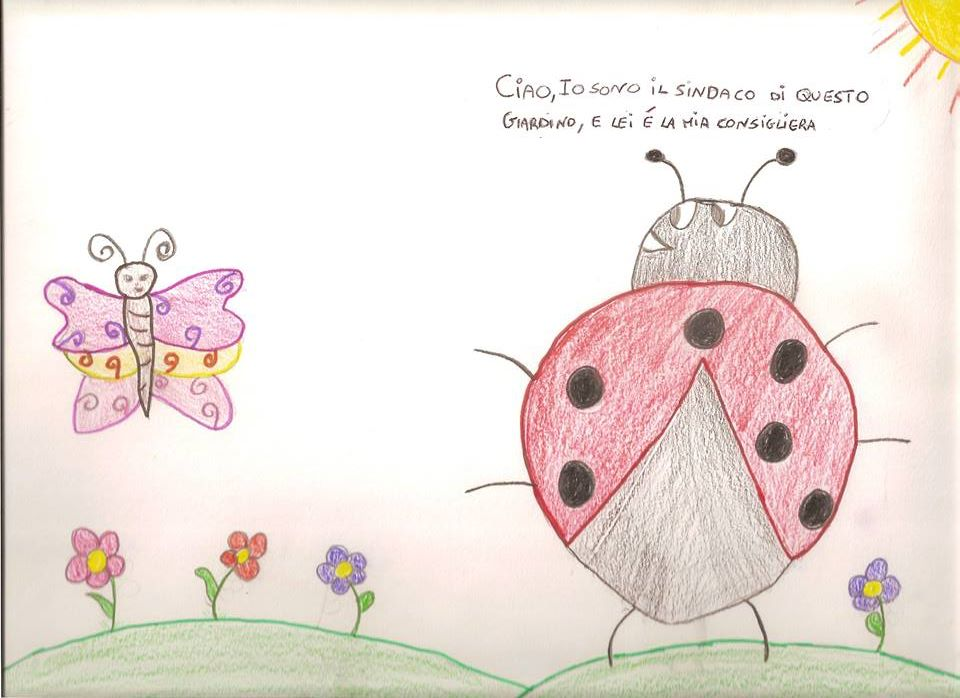 Ciao, Io sono il sindaco di questo
giardino, e lei é la mia consigliera